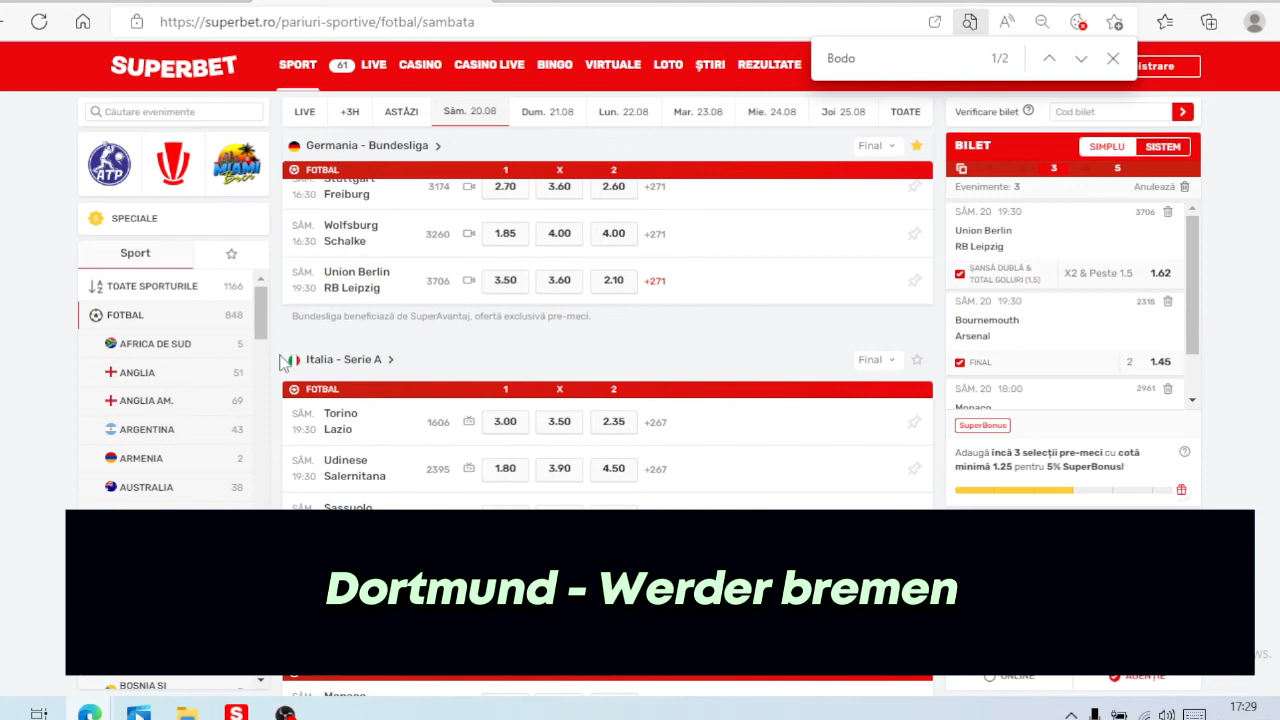 https://superbet.ro/pariuri-sportive/fotbal/sambata
Bodo 1/2
SUPERBET
SPORT 61 LIVE CASINO CASINO LIVE BINGO VIRTUALE LOTO ȘTIRI REZULTATE
istrare
Căutare evenimente
LIVE +3H ASTĂZI Sâm. 20.08 Dum. 21.08 Lun. 22.08 Mar. 23.08 Mie. 24.08 Joi 25.08 TOATE
Verificare bilet Cod bilet
ATP
MIAMI
SPECIALE
Sport
TOATE SPORTURILE 1166
FOTBAL 848
AFRICA DE SUD 5
ANGLIA 51
ANGLIA AM. 69
ARGENTINA 43
ARMENIA 2
AUSTRALIA 38
BOSNIA SI
Germania - Bundesliga Final
FOTBAL 1 X 2
Stuttgart
16:30 Freiburg 3174 2.70 3.60 2.60 +271
SÂM. Wolfsburg
16:30 Schalke 3260 1.85 4.00 4.00 +271
SÂM. Union Berlin
19:30 RB Leipzig 3706 3.50 3.60 2.10 +271
Bundesliga beneficiază de SuperAvantaj, ofertă exclusivă pre-meci.
Italia - Serie A Final
FOTBAL 1 X 2
SÂM. Torino
19:30 Lazio 1606 3.00 3.50 2.35 +267
SÂM. Udinese
19:30 Salernitana 2395 1.80 3.90 4.50 +267
Sassuolo
BILET SIMPLU SISTEM
3 5
Evenimente: 3 Anulează
SÂM. 20 19:30 3706
Union Berlin
RB Leipzig
ȘANSĂ DUBLĂ &
TOTAL GOLURI (1.5) X2 & Peste 1.5 1.62
SÂM. 20 19:30 2315
Bournemouth
Arsenal
FINAL 2 1.45
SÂM. 20 18:00 2961
Monaco
SuperBonus
Adaugă încă 3 selecții pre-meci cu cotă
minimă 1.25 pentru 5% SuperBonus!
Dortmund - Werder bremen
ws.
Monaco
ONLINE AGENȚIE
17:29